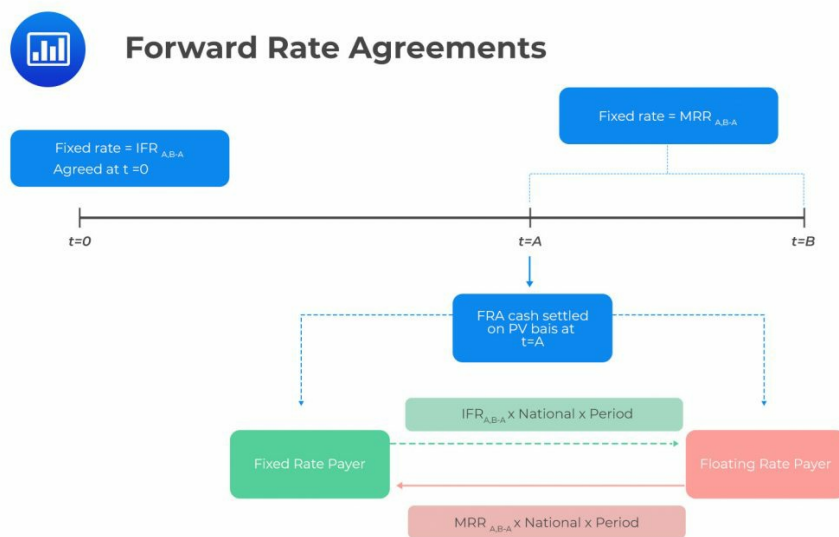 Forward Rate Agreements
Fixed rate = IFR A,B-A
Agreed at t =0
Fixed rate = MRR A,B-A
t=0
t=A
t=B
FRA cash settled
on PV bais at
t=A
IFR A,B-A x National x Period
Fixed Rate Payer
Floating Rate Payer
MRR A,B-A x National x Period